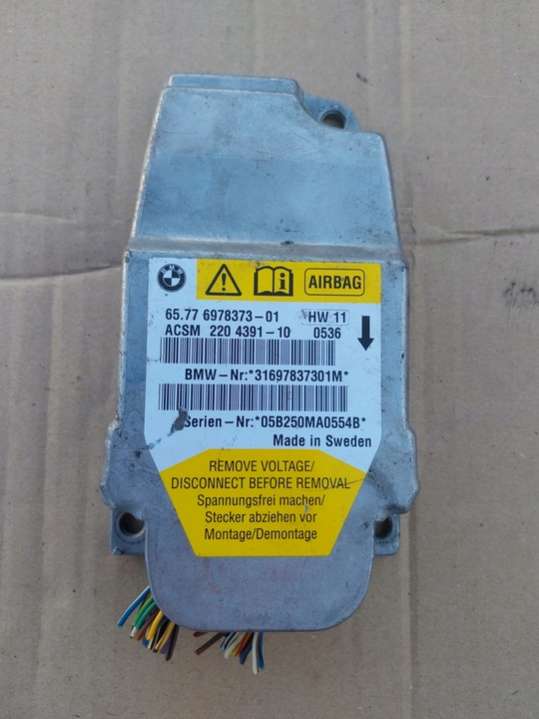 BMW
AIRBAG
65.77 6978373-01 HW 11
ACSM 220 4391-10 0536
BMW-Nr:*31697837301M*
Serien-Nr:*05B250MA0554B*
Made in Sweden
REMOVE VOLTAGE/
DISCONNECT BEFORE REMOVAL
Spannungsfrei machen/
Stecker abziehen vor
Montage/Demontage